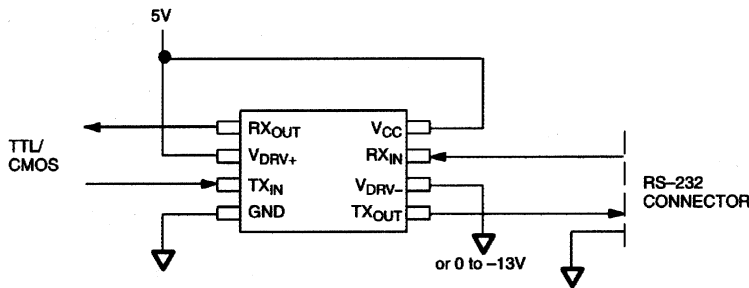 5V
TTL/
CMOS
RXOUT
VDRV+
TXIN
GND
VCC
RXIN
VDRV–
TXOUT
or 0 to –13V
RS–232
CONNECTOR